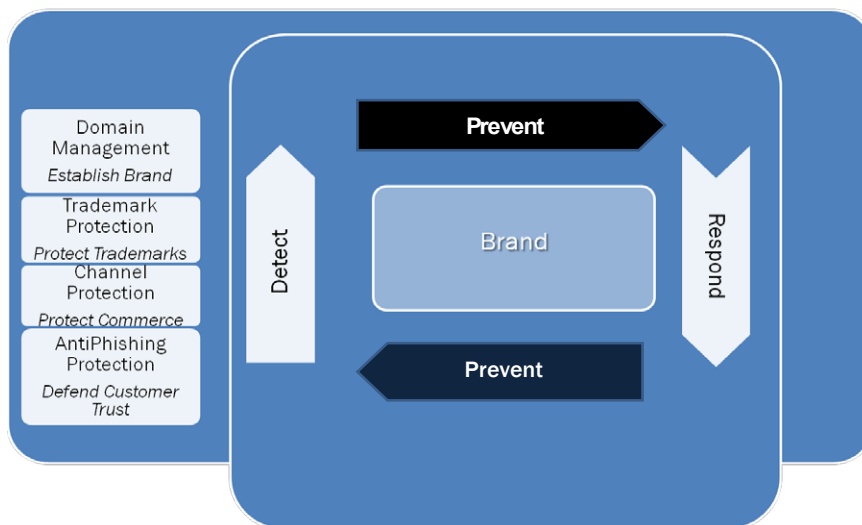 Domain
Management
Establish Brand
Trademark
Protection
Protect Trademarks
Channel
Protection
Protect Commerce
AntiPhishing
Protection
Defend Customer
Trust
Prevent
Detect
Brand
Respond
Prevent